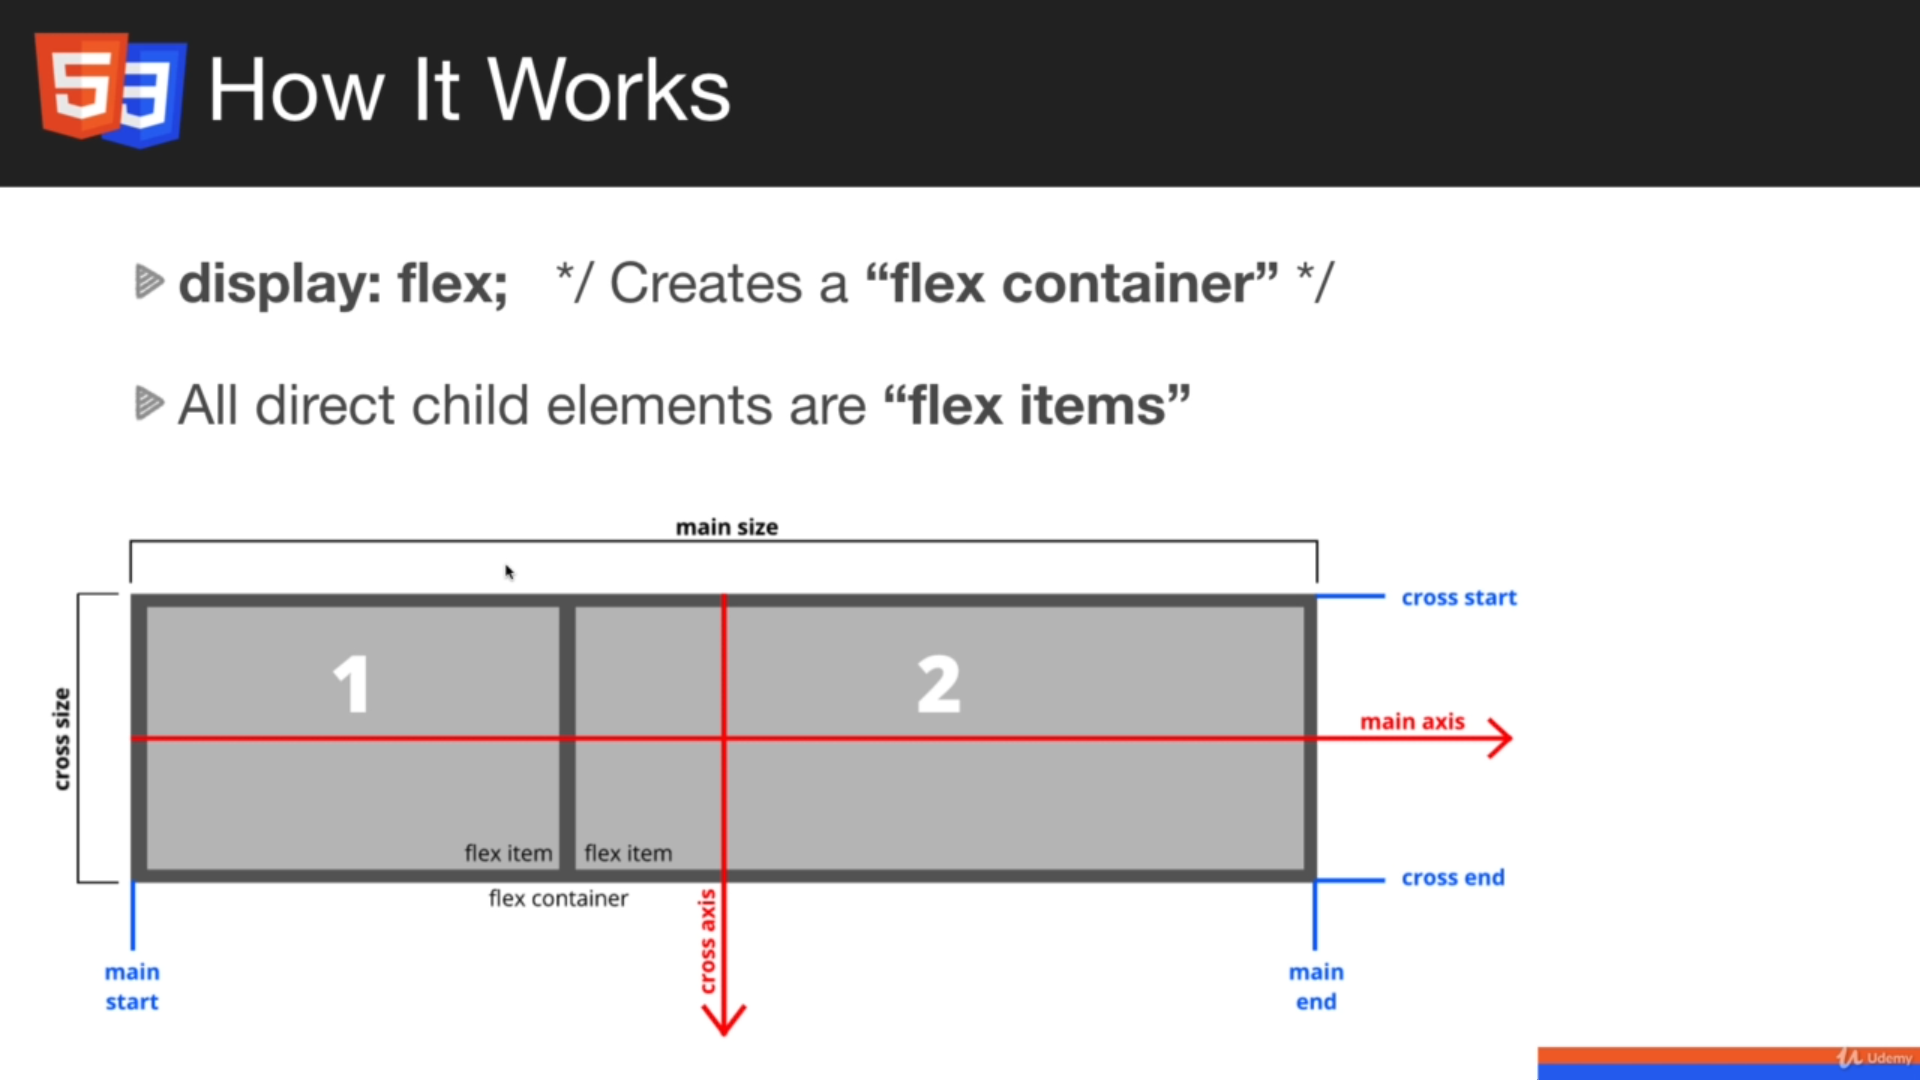 5 3 How It Works
display: flex; */ Creates a “flex container” */
All direct child elements are “flex items”
main size
cross start
cross size
1
2
main axis
flex item
flex item
cross end
flex container
cross axis
main
start
main
end
Udemy